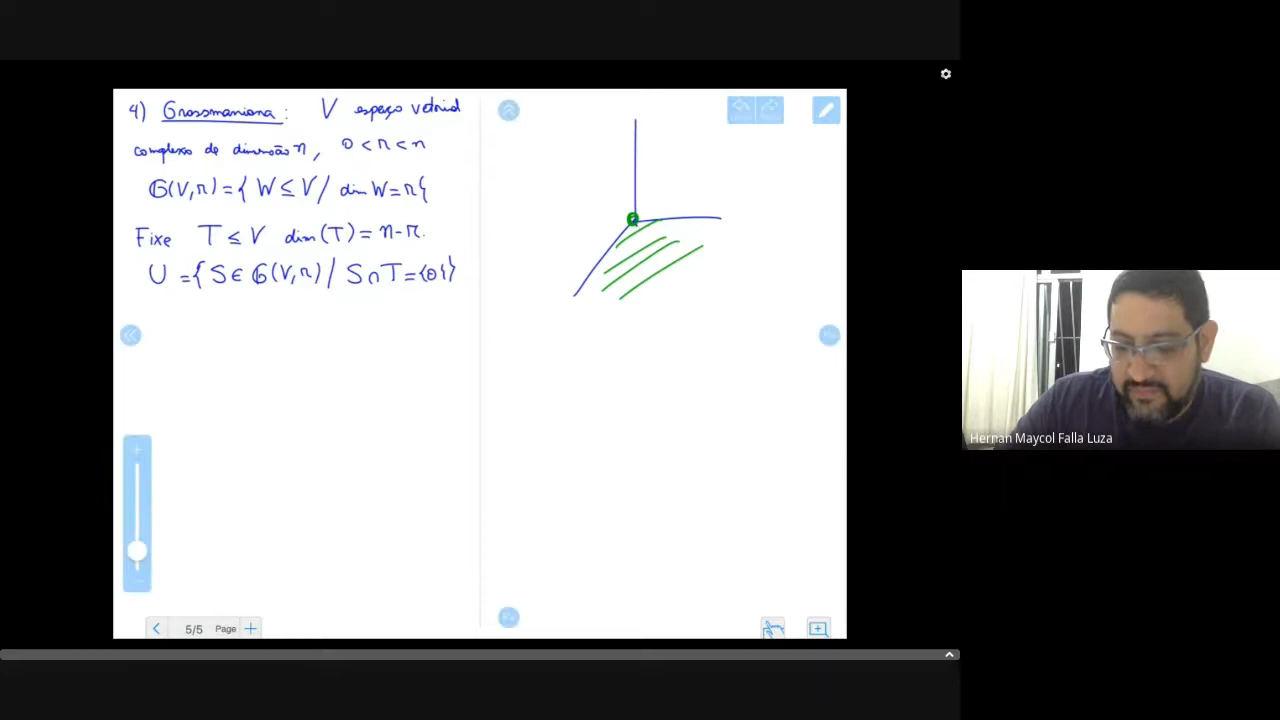 4) Grassmaniana: V espaço vetorial
complexo de dimensão n, 0 < r < n
G(V,r) = { W ≤ V / dim W = r }
Fixe T ≤ V dim(T) = n-r.
U = { S ∈ G(V,r) / S ∩ T = {0} }
5/5 Page
Hernan Maycol Falla Luza